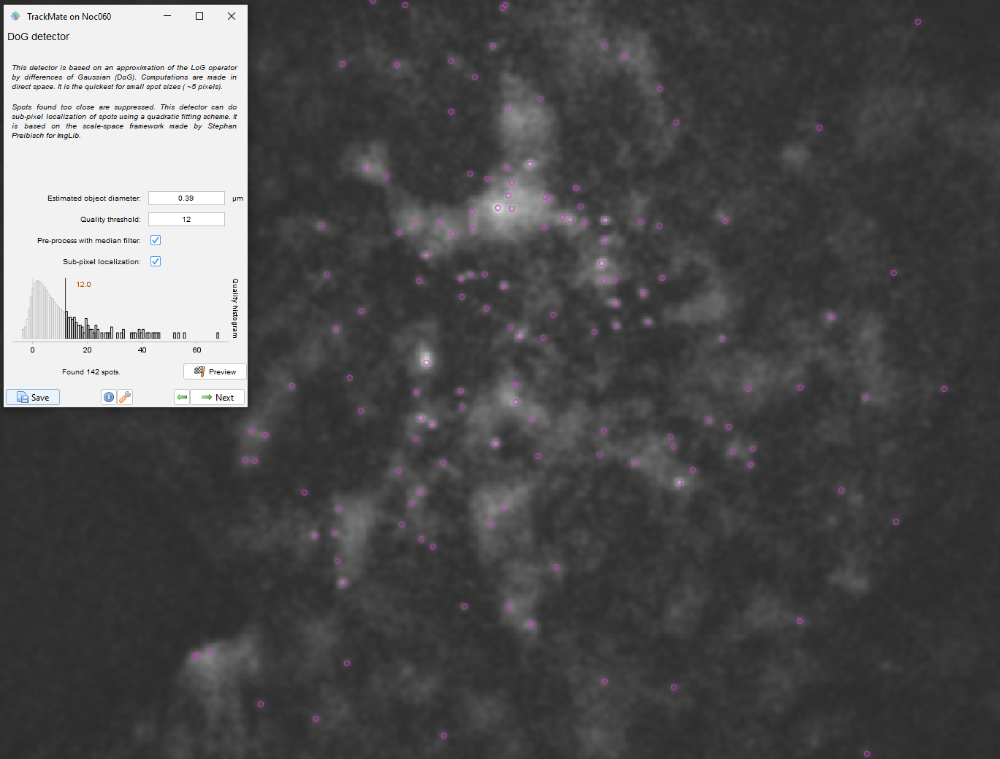 TrackMate on Noc060
DoG detector
This detector is based on an approximation of the LoG operator
by differences of Gaussian (DoG). Computations are made in
direct space. It is the quickest for small spot sizes ( ~5 pixels).
Spots found too close are suppressed. This detector can do
sub-pixel localization of spots using a quadratic fitting scheme. It
is based on the scale-space framework made by Stephan
Preibisch for ImgLib.
Estimated object diameter: 0.39 µm
Quality threshold: 12
Pre-process with median filter:
Sub-pixel localization:
12.0
Quality histogram
0 20 40 60
Found 142 spots.
Preview
Save
Next